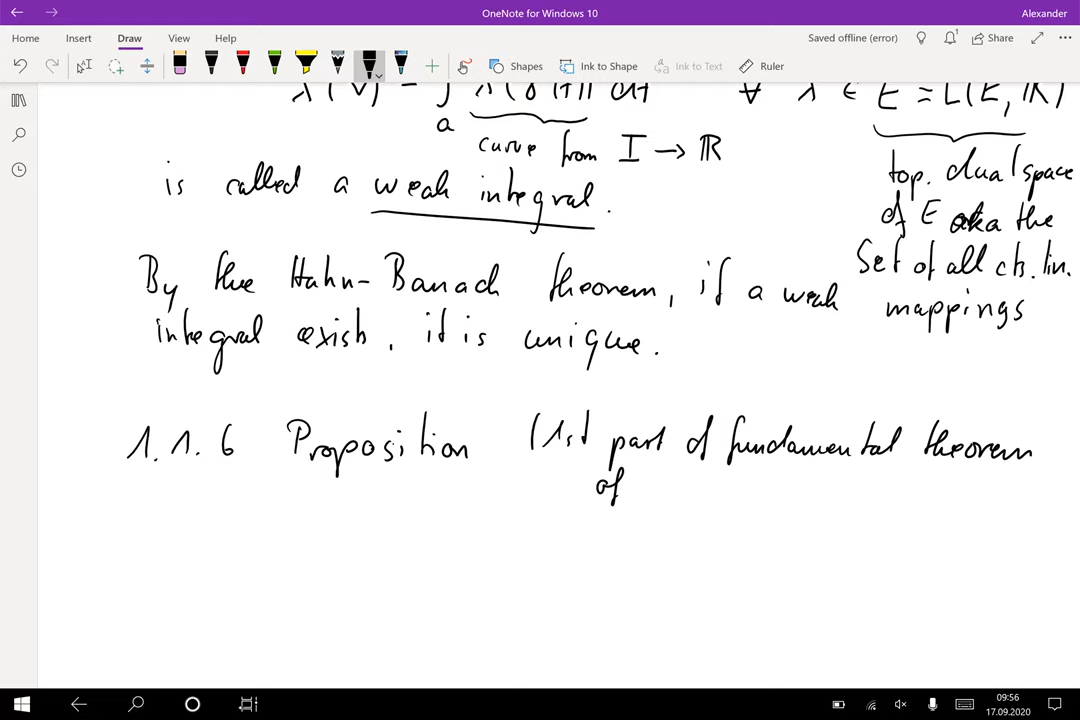 OneNote for Windows 10
Alexander
Home Insert Draw View Help
Saved offline (error)
Share
Shapes Ink to Shape Ink to Text Ruler
a
curve from I → ℝ
is called a weak integral.
top. dual space
of E aka the
Set of all cts. lin.
mappings
By the Hahn-Banach theorem, if a weak
integral exists, it is unique.
1.1.6 Proposition (1st part of fundamental theorem
of
09:56
17.09.2020